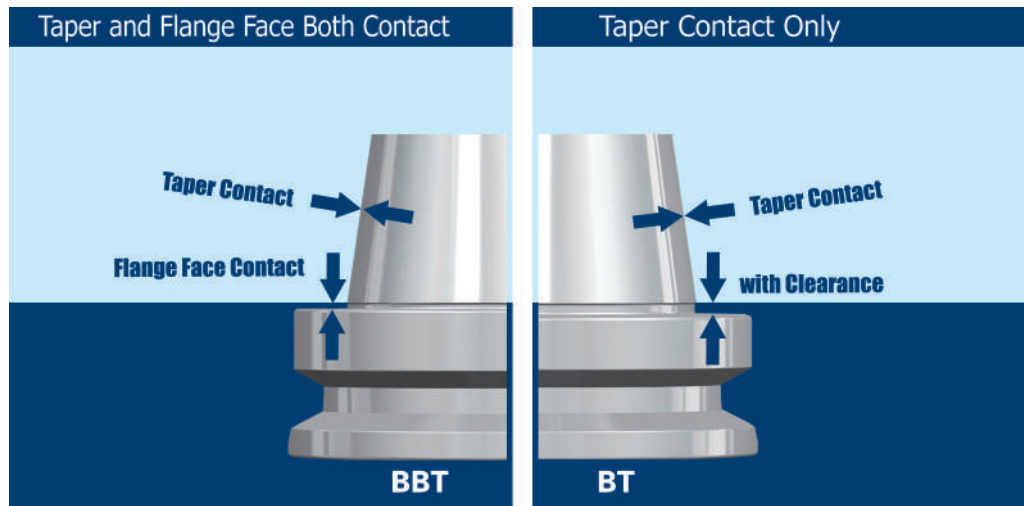 Taper and Flange Face Both Contact
Taper Contact
Flange Face Contact
BBT
Taper Contact Only
Taper Contact
with Clearance
BT